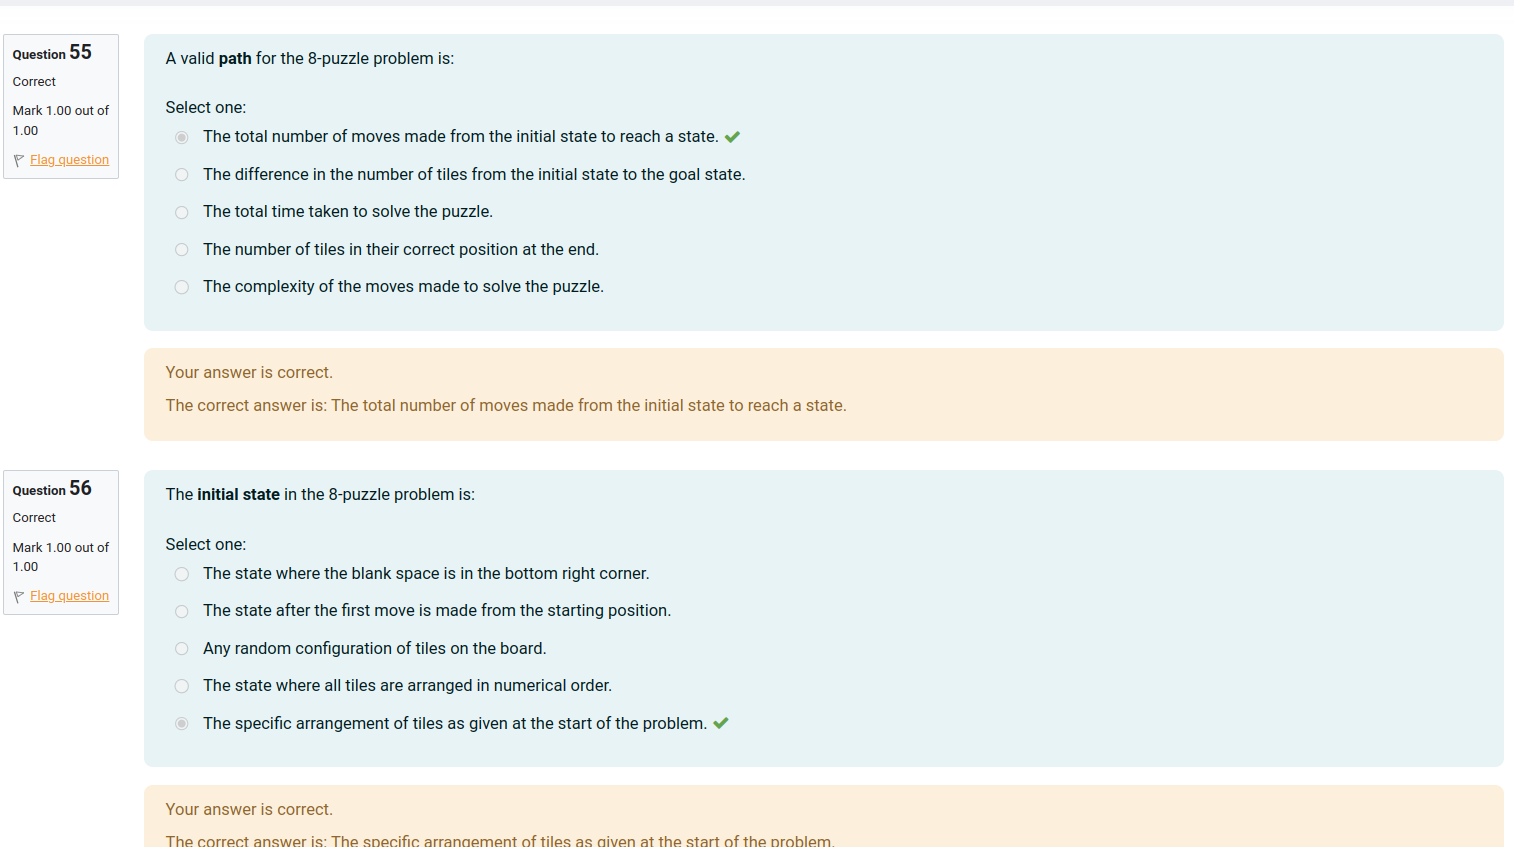 Question 55
Correct
Mark 1.00 out of
1.00
Flag question
A valid path for the 8-puzzle problem is:
Select one:
The total number of moves made from the initial state to reach a state.
The difference in the number of tiles from the initial state to the goal state.
The total time taken to solve the puzzle.
The number of tiles in their correct position at the end.
The complexity of the moves made to solve the puzzle.
Your answer is correct.
The correct answer is: The total number of moves made from the initial state to reach a state.
Question 56
Correct
Mark 1.00 out of
1.00
Flag question
The initial state in the 8-puzzle problem is:
Select one:
The state where the blank space is in the bottom right corner.
The state after the first move is made from the starting position.
Any random configuration of tiles on the board.
The state where all tiles are arranged in numerical order.
The specific arrangement of tiles as given at the start of the problem.
Your answer is correct.
The correct answer is: The specific arrangement of tiles as given at the start of the problem.